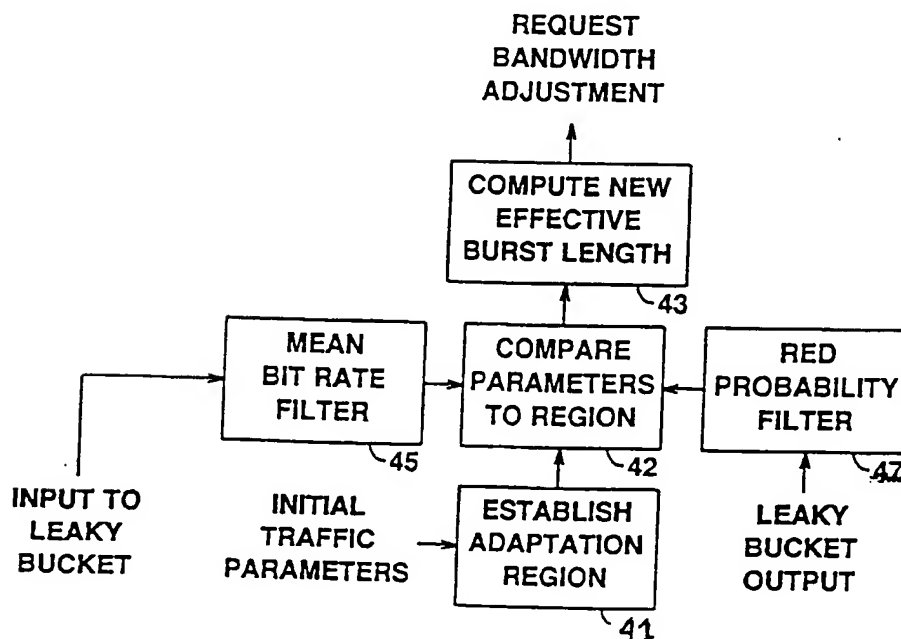 REQUEST
BANDWIDTH
ADJUSTMENT
COMPUTE NEW
EFFECTIVE
BURST LENGTH
43
MEAN
BIT RATE
FILTER
45
COMPARE
PARAMETERS
TO REGION
42
RED
PROBABILITY
FILTER
47
INPUT TO
LEAKY
BUCKET
INITIAL
TRAFFIC
PARAMETERS
ESTABLISH
ADAPTATION
REGION
41
LEAKY
BUCKET
OUTPUT